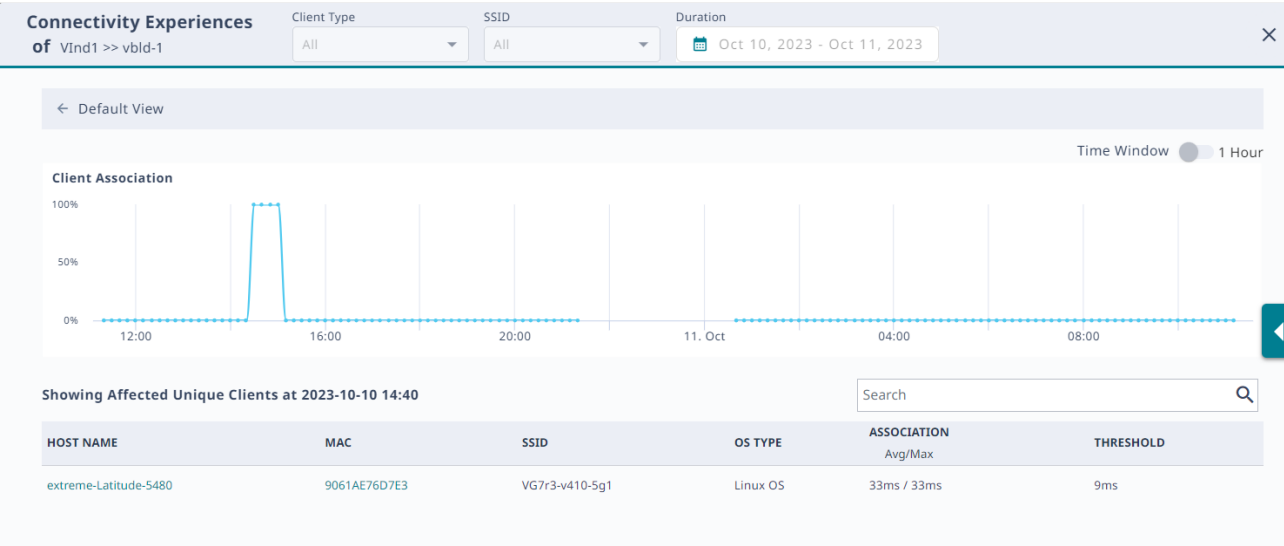 Connectivity Experiences
of VInd1 >> vbld-1
Client Type
All
SSID
All
Duration
Oct 10, 2023 - Oct 11, 2023
Default View
Time Window 1 Hour
Client Association
100%
50%
0%
12:00 16:00 20:00 11. Oct 04:00 08:00
Showing Affected Unique Clients at 2023-10-10 14:40
Search
HOST NAME MAC SSID OS TYPE ASSOCIATION Avg/Max THRESHOLD
extreme-Latitude-5480 9061AE76D7E3 VG7r3-v410-5g1 Linux OS 33ms / 33ms 9ms